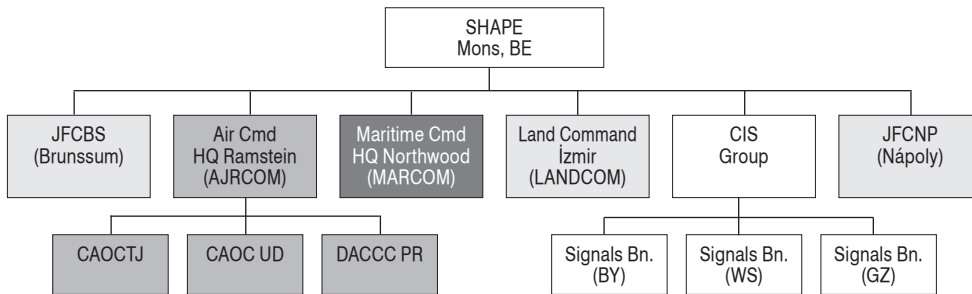 SHAPE
Mons, BE
JFCBS
(Brunssum)
Air Cmd
HQ Ramstein
(AJRCOM)
Maritime Cmd
HQ Northwood
(MARCOM)
Land Command
İzmir
(LANDCOM)
CIS
Group
JFCNP
(Nápoly)
CAOCTJ
CAOC UD
DACCC PR
Signals Bn.
(BY)
Signals Bn.
(WS)
Signals Bn.
(GZ)